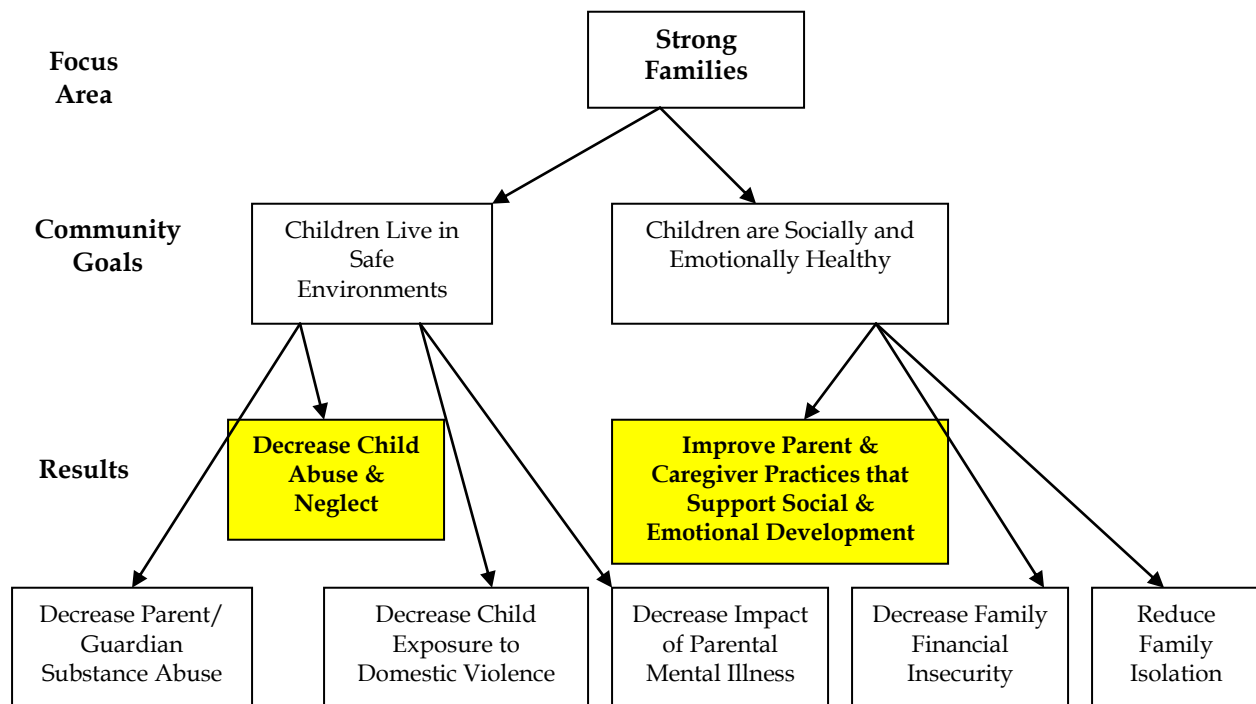 Focus
Area
Strong
Families
Community
Goals
Children Live in
Safe
Environments
Children are Socially and
Emotionally Healthy
Results
Decrease Child
Abuse &
Neglect
Improve Parent &
Caregiver Practices that
Support Social &
Emotional Development
Decrease Parent/
Guardian
Substance Abuse
Decrease Child
Exposure to
Domestic Violence
Decrease Impact
of Parental
Mental Illness
Decrease Family
Financial
Insecurity
Reduce
Family
Isolation